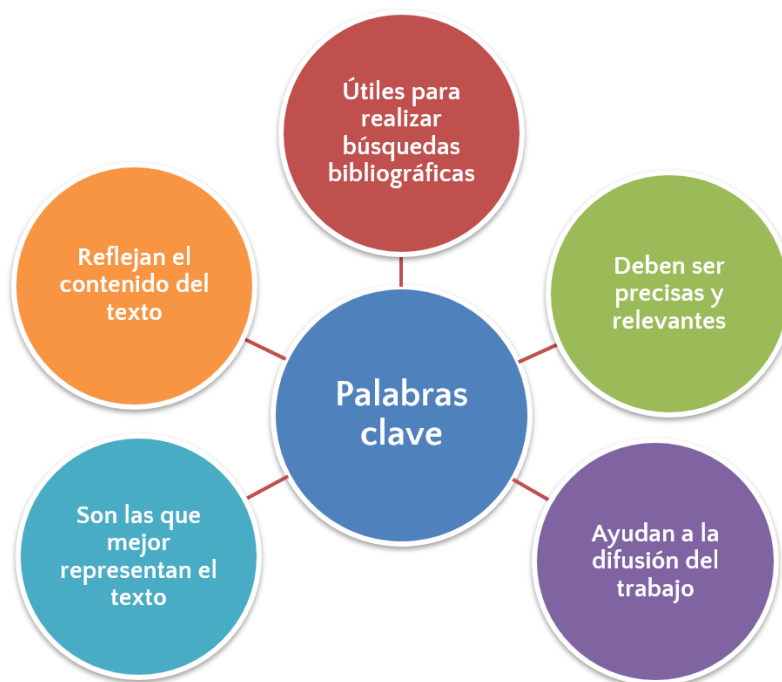 Útiles para
realizar
búsquedas
bibliográficas
Reflejan el
contenido del
texto
Deben ser
precisas y
relevantes
Palabras
clave
Son las que
mejor
representan el
texto
Ayudan a la
difusión del
trabajo